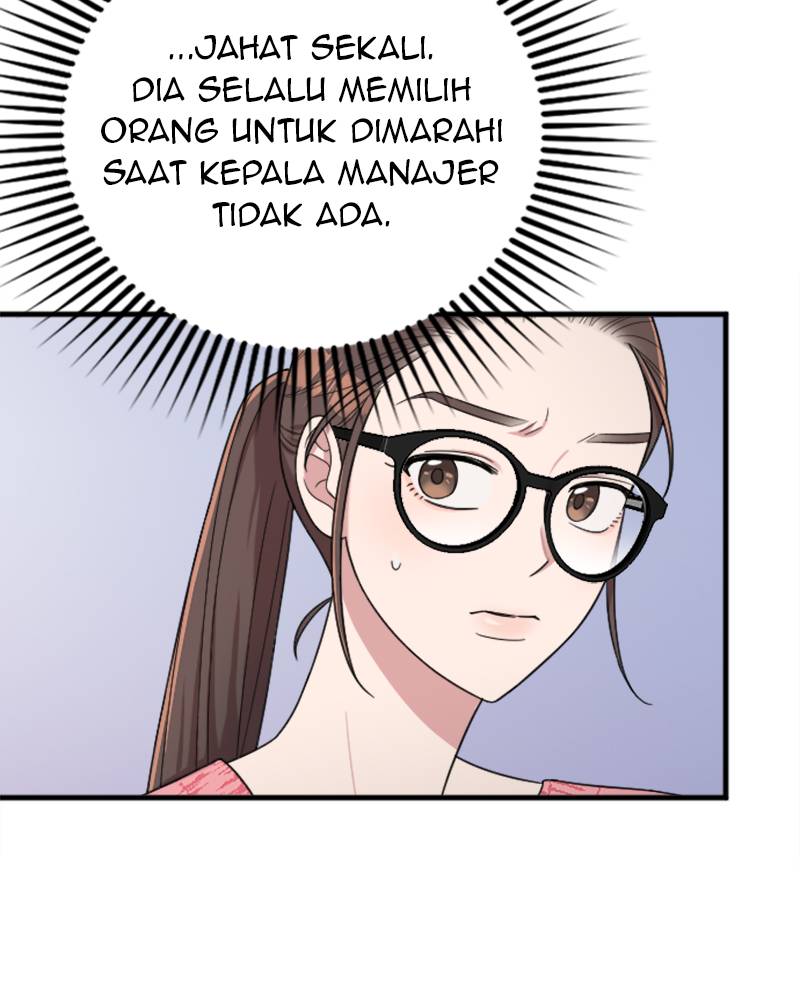 ...JAHAT SEKALI.
DIA SELALU MEMILIH
ORANG UNTUK DIMARAHI
SAAT KEPALA MANAJER
TIDAK ADA.